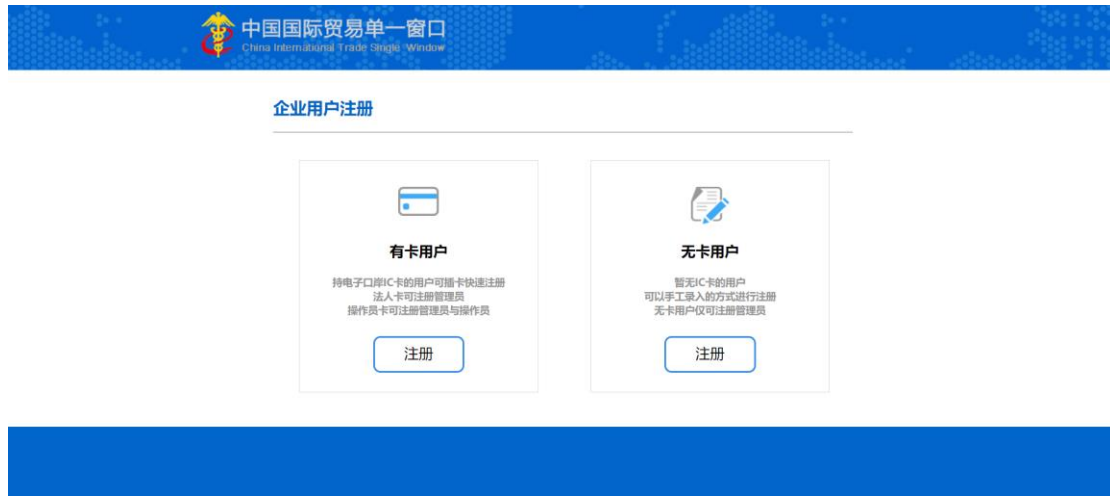 中国国际贸易单一窗口
China International Trade Single Window
企业用户注册
有卡用户
持电子口岸IC卡的用户可插卡快速注册
法人卡可注册管理员
操作员卡可注册管理员与操作员
注册
无卡用户
暂无IC卡的用户
可以手工录入的方式进行注册
无卡用户仅可注册管理员
注册